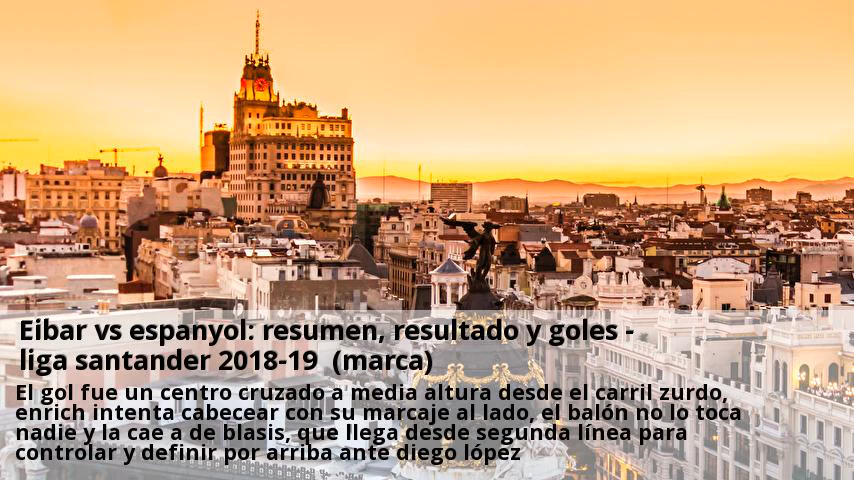 Eibar vs espanyol: resumen, resultado y goles -
liga santander 2018-19 (marca)
El gol fue un centro cruzado a media altura desde el carril zurdo,
enrich intenta cabecear con su marcaje al lado, el balón no lo toca
nadie y la cae a de blasis, que llega desde segunda línea para
controlar y definir por arriba ante diego lópez